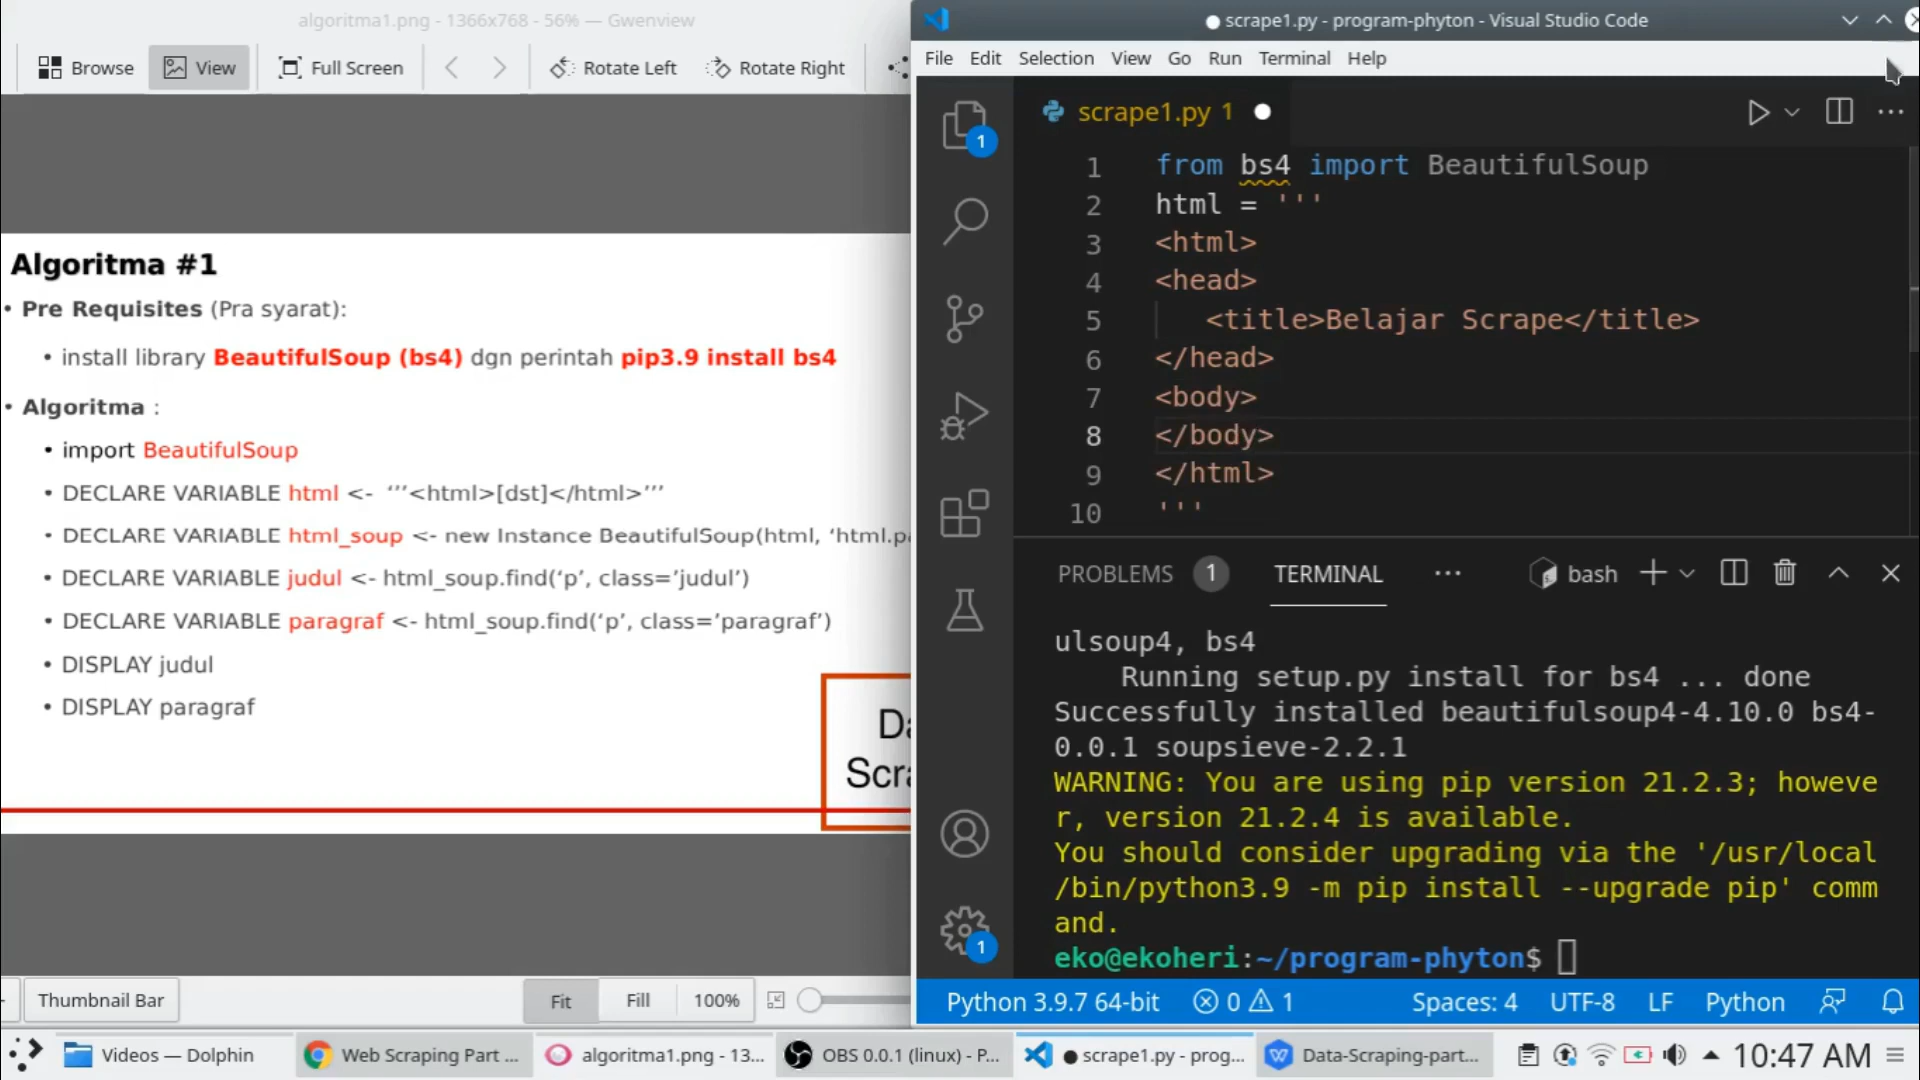 algoritma1.png - 1366x768 - 56% — Gwenview
Browse View Full Screen Rotate Left Rotate Right
Algoritma #1
• Pre Requisites (Pra syarat):
• install library BeautifulSoup (bs4) dgn perintah pip3.9 install bs4
• Algoritma :
• import BeautifulSoup
• DECLARE VARIABLE html <- ’’’<html>[dst]</html>’’’
• DECLARE VARIABLE html_soup <- new Instance BeautifulSoup(html, ‘html.pa
• DECLARE VARIABLE judul <- html_soup.find(‘p’, class=’judul’)
• DECLARE VARIABLE paragraf <- html_soup.find(‘p’, class=’paragraf’)
• DISPLAY judul
• DISPLAY paragraf
Da
Scra
Thumbnail Bar Fit Fill 100%
● scrape1.py - program-phyton - Visual Studio Code
File Edit Selection View Go Run Terminal Help
1
scrape1.py 1 ●
1 from bs4 import BeautifulSoup
2 html = '''
3 <html>
4 <head>
5 <title>Belajar Scrape</title>
6 </head>
7 <body>
8 </body>
9 </html>
10 '''
PROBLEMS 1 TERMINAL ... bash
ulsoup4, bs4
Running setup.py install for bs4 ... done
Successfully installed beautifulsoup4-4.10.0 bs4-
0.0.1 soupsieve-2.2.1
WARNING: You are using pip version 21.2.3; howeve
r, version 21.2.4 is available.
You should consider upgrading via the '/usr/local
/bin/python3.9 -m pip install --upgrade pip' comm
and.
eko@ekoheri:~/program-phyton$
1
Python 3.9.7 64-bit 0 1 Spaces: 4 UTF-8 LF Python
Videos — Dolphin Web Scraping Part ... algoritma1.png - 13... OBS 0.0.1 (linux) - P... ● scrape1.py - prog... Data-Scraping-part... 10:47 AM